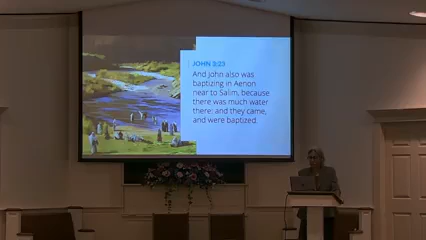 JOHN 3:23
And john also was
baptizing in Aenon
near to Salim, because
there was much water
there: and they came,
and were baptized.